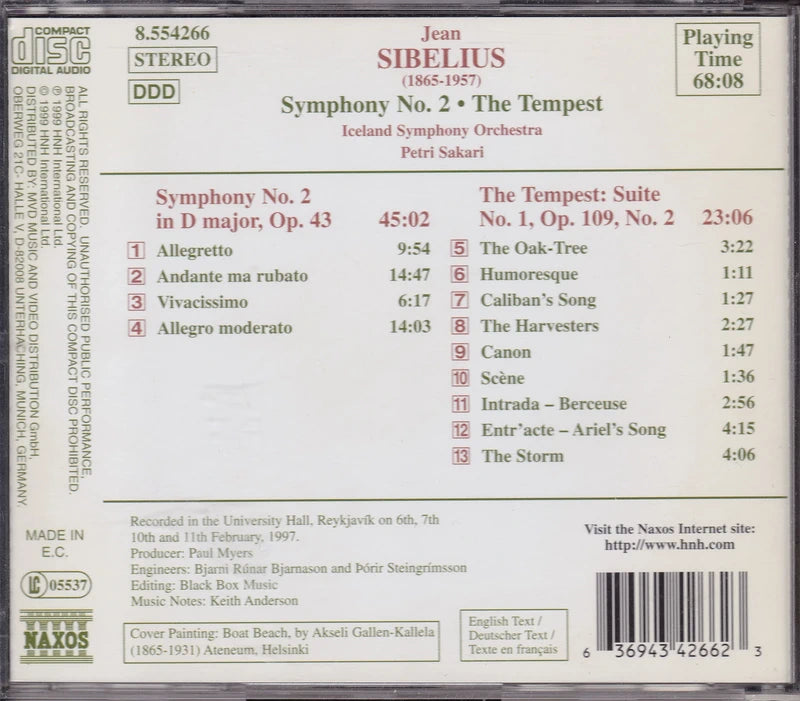 COMPACT
disc
DIGITAL AUDIO
8.554266
STEREO
DDD
Jean
SIBELIUS
(1865-1957)
Symphony No. 2 • The Tempest
Iceland Symphony Orchestra
Petri Sakari
Playing
Time
68:08
Symphony No. 2
in D major, Op. 43 45:02
1 Allegretto 9:54
2 Andante ma rubato 14:47
3 Vivacissimo 6:17
4 Allegro moderato 14:03
The Tempest: Suite
No. 1, Op. 109, No. 2 23:06
5 The Oak-Tree 3:22
6 Humoresque 1:11
7 Caliban's Song 1:27
8 The Harvesters 2:27
9 Canon 1:47
10 Scène 1:36
11 Intrada – Berceuse 2:56
12 Entr'acte – Ariel's Song 4:15
13 The Storm 4:06
ALL RIGHTS RESERVED. UNAUTHORISED PUBLIC PERFORMANCE,
BROADCASTING AND COPYING OF THIS COMPACT DISC PROHIBITED.
℗ 1999 HNH International Ltd.
© 1999 HNH International Ltd.
DISTRIBUTED BY: MVD MUSIC AND VIDEO DISTRIBUTION GmbH,
OBERWEG 21C- HALLE V, D-82008 UNTERHACHING, MUNICH, GERMANY.
MADE IN
E.C.
LC 05537
NAXOS
Recorded in the University Hall, Reykjavík on 6th, 7th
10th and 11th February, 1997.
Producer: Paul Myers
Engineers: Bjarni Rúnar Bjarnason and Þórir Steingrímsson
Editing: Black Box Music
Music Notes: Keith Anderson
Cover Painting: Boat Beach, by Akseli Gallen-Kallela
(1865-1931) Ateneum, Helsinki
English Text /
Deutscher Text /
Texte en français
Visit the Naxos Internet site:
http://www.hnh.com
6 36943 42662 3